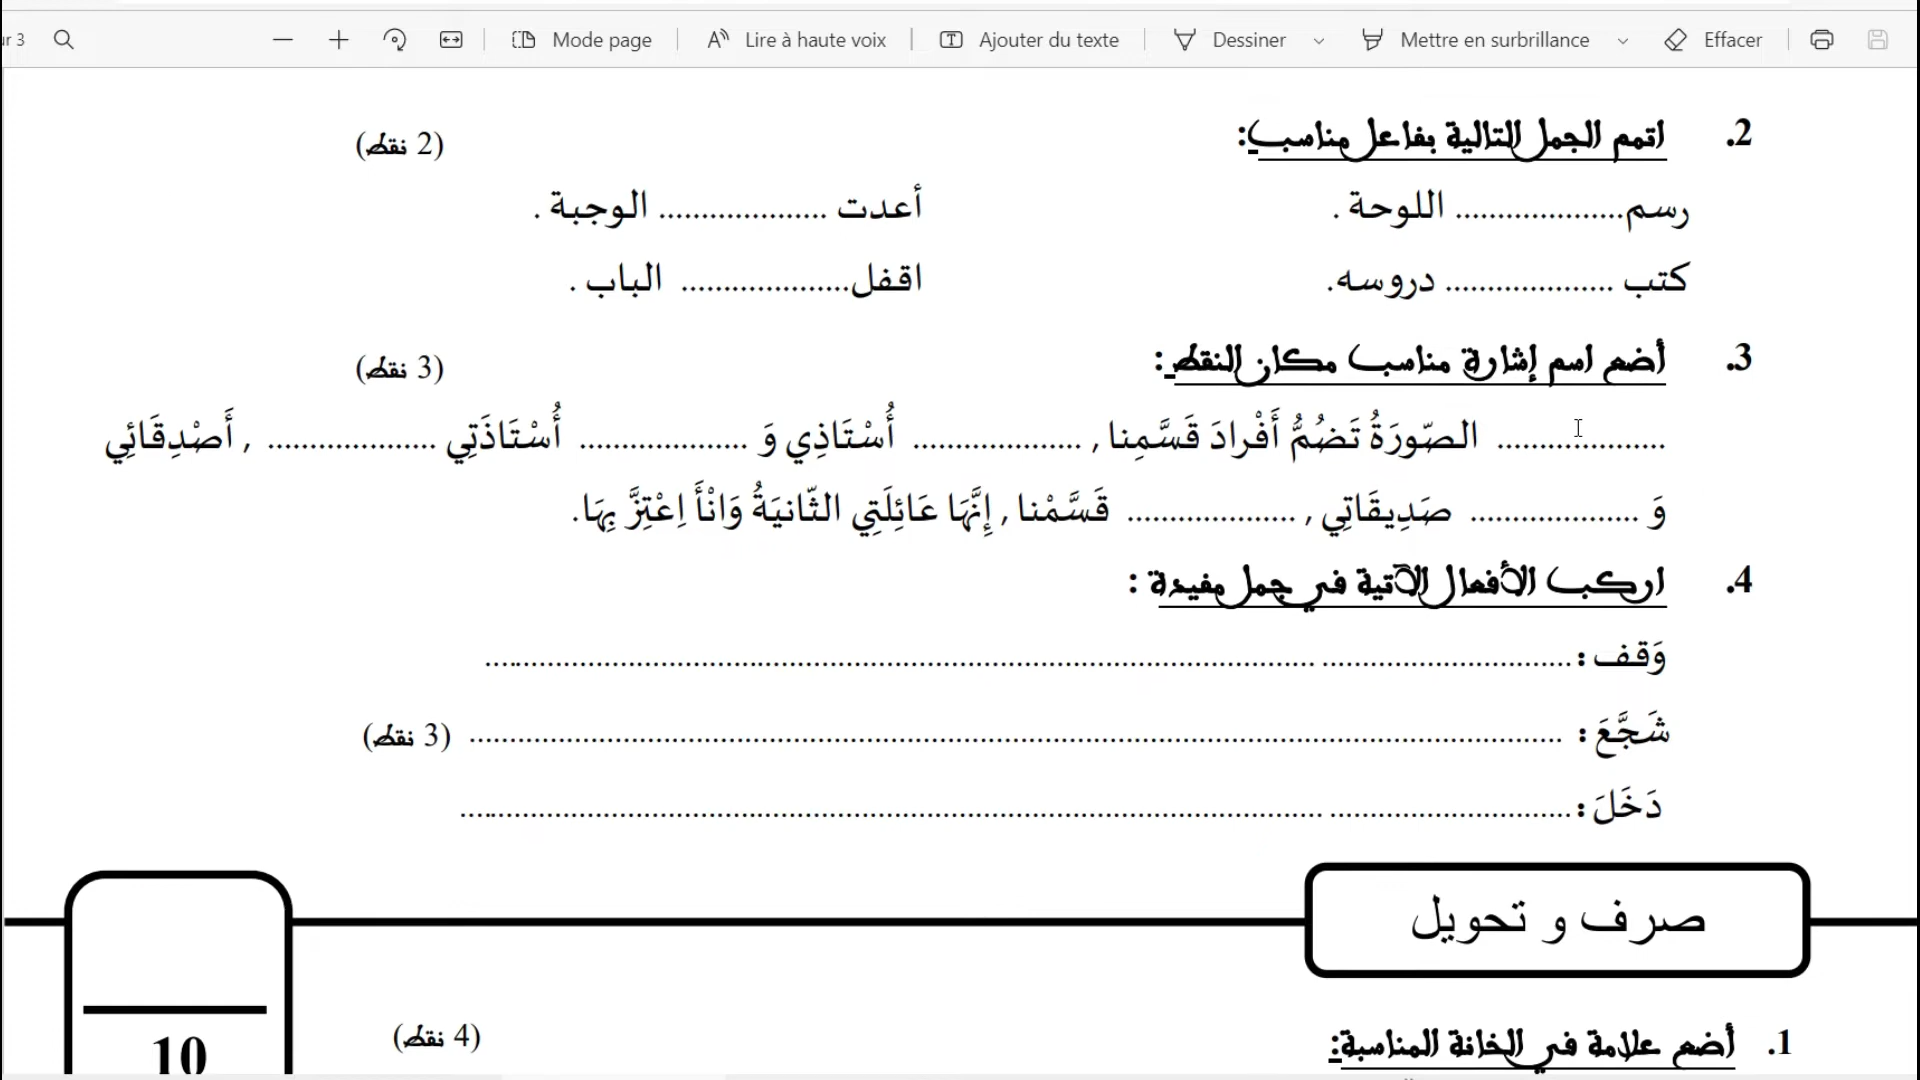 ur 3 Mode page Lire à haute voix Ajouter du texte Dessiner Mettre en surbrillance Effacer
2. اتمم الجمل التالية بفاعل مناسب: (2 نقط)
رسم.................... اللوحة . أعدت .................... الوجبة .
كتب .................... دروسه. اقفل.................... الباب .
3. أضع اسم إشارة مناسب مكان النقط: (3 نقط)
.................... الصّورَةُ تَضُمُّ أَفْرادَ قَسَّمِنا , .................... أُسْتَاذِي وَ .................... أُسْتَاذَتِي .................... , أَصْدِقَائِي
وَ .................... صَدِيقَاتِي , .................... قَسَّمْنا , إِنَّهَا عَائِلَتِي الثّانيَةُ وَانْأَ اِعْتِزَّ بِهَا.
4. اركب الأفعال الآتية في جمل مفيدة :
وَقف : ....................
شَجَّعَ : .................... (3 نقط)
دَخَلَ : ....................
صرف و تحويل
10
1. أضع علامة في الخانة المناسبة: (4 نقط)